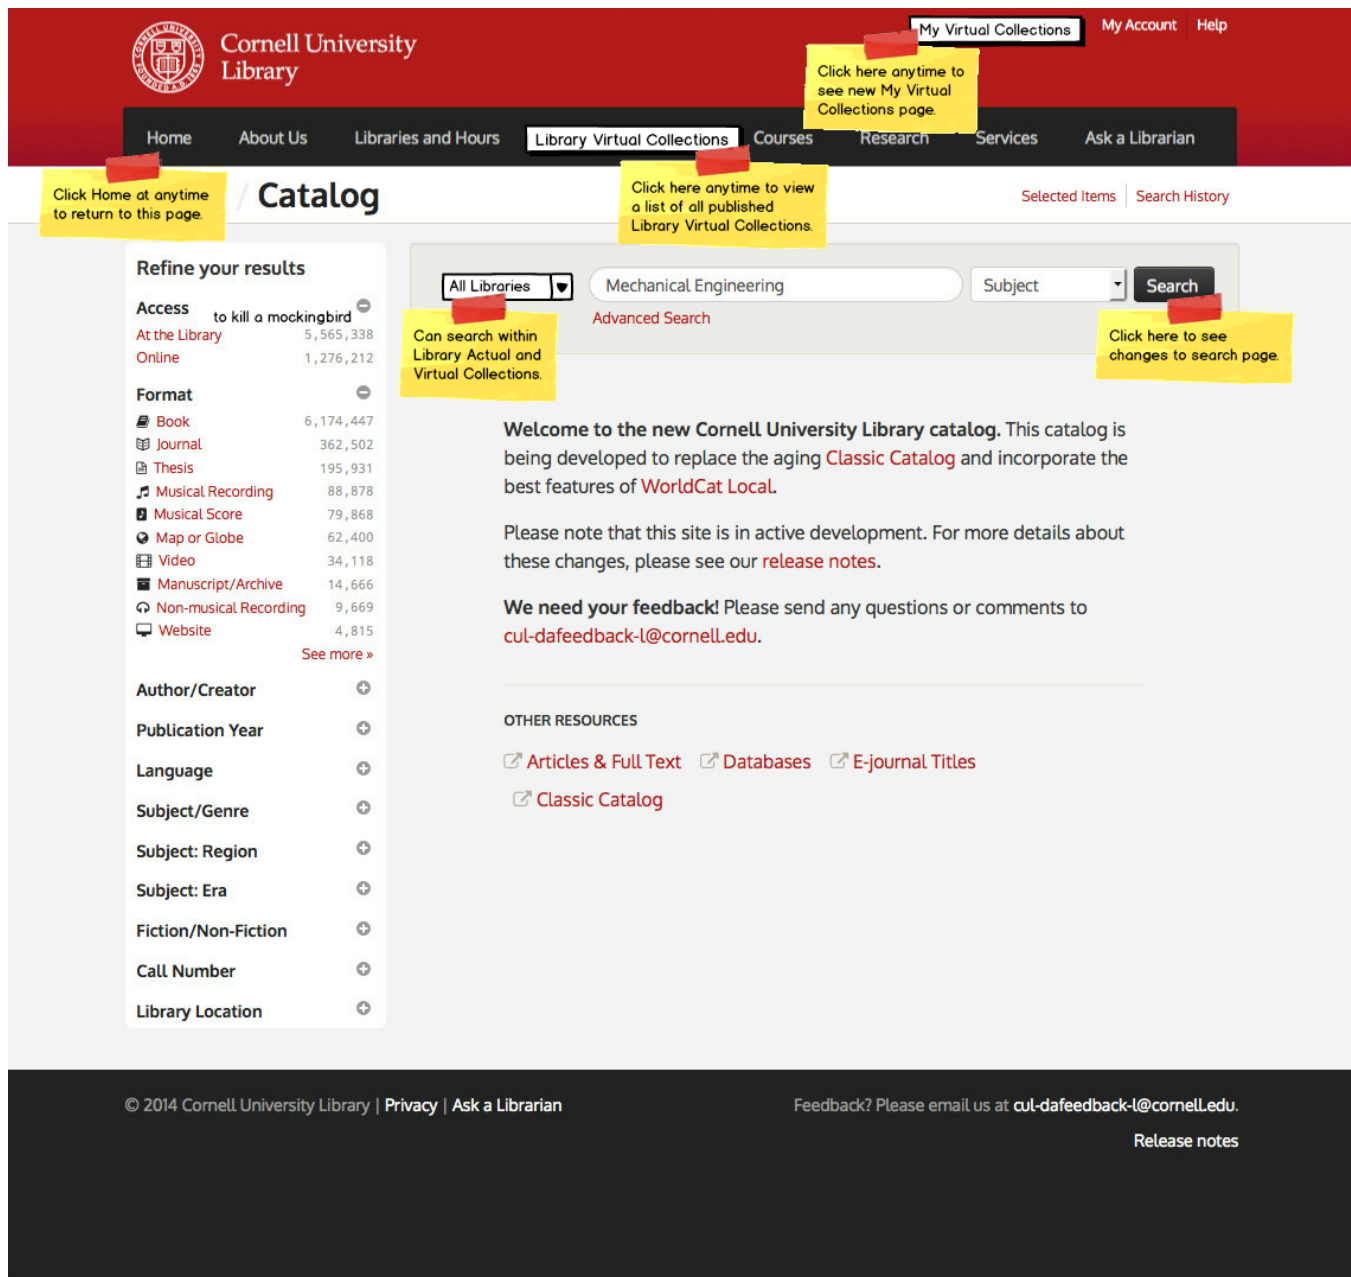 Cornell University
Library
My Virtual Collections
My Account
Help
Click here anytime to
see new My Virtual
Collections page.
Home
About Us
Libraries and Hours
Library Virtual Collections
Courses
Research
Services
Ask a Librarian
Click Home at anytime
to return to this page.
/ Catalog
Click here anytime to view
a list of all published
Library Virtual Collections.
Selected Items
Search History
Refine your results
Access
to kill a mockingbird
At the Library 5,565,338
Online 1,276,212
Format
Book 6,174,447
Journal 362,502
Thesis 195,931
Musical Recording 88,878
Musical Score 79,868
Map or Globe 62,400
Video 34,118
Manuscript/Archive 14,666
Non-musical Recording 9,669
Website 4,815
See more »
Author/Creator
Publication Year
Language
Subject/Genre
Subject: Region
Subject: Era
Fiction/Non-Fiction
Call Number
Library Location
All Libraries
Mechanical Engineering
Subject
Search
Advanced Search
Can search within
Library Actual and
Virtual Collections.
Click here to see
changes to search page.
Welcome to the new Cornell University Library catalog. This catalog is
being developed to replace the aging Classic Catalog and incorporate the
best features of WorldCat Local.
Please note that this site is in active development. For more details about
these changes, please see our release notes.
We need your feedback! Please send any questions or comments to
cul-dafeedback-l@cornell.edu.
OTHER RESOURCES
Articles & Full Text Databases E-journal Titles
Classic Catalog
© 2014 Cornell University Library | Privacy | Ask a Librarian
Feedback? Please email us at cul-dafeedback-l@cornell.edu.
Release notes